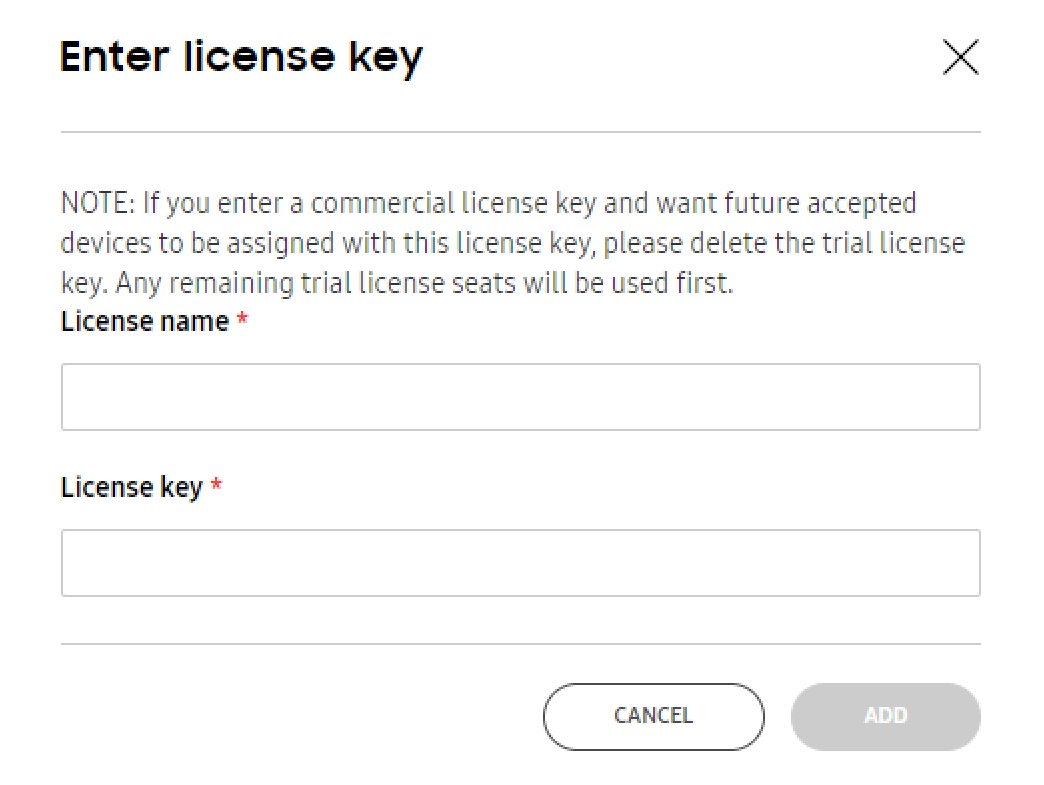 Enter license key
NOTE: If you enter a commercial license key and want future accepted
devices to be assigned with this license key, please delete the trial license
key. Any remaining trial license seats will be used first.
License name *
License key *
CANCEL
ADD